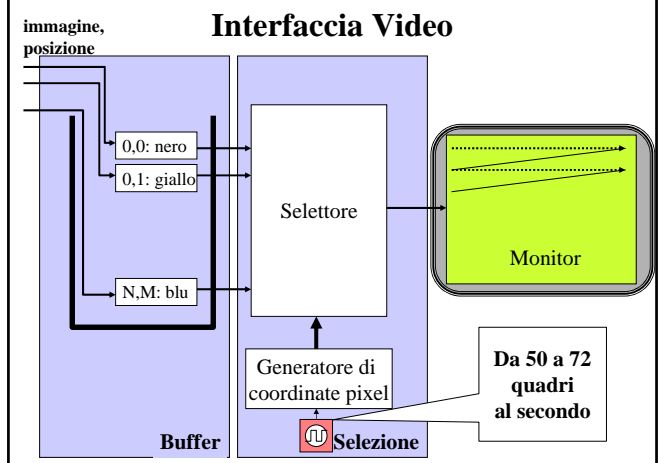 Interfaccia Video
immagine,
posizione
0,0: nero
0,1: giallo
N,M: blu
Selettore
Monitor
Generatore di
coordinate pixel
Da 50 a 72
quadri
al secondo
Buffer
Selezione